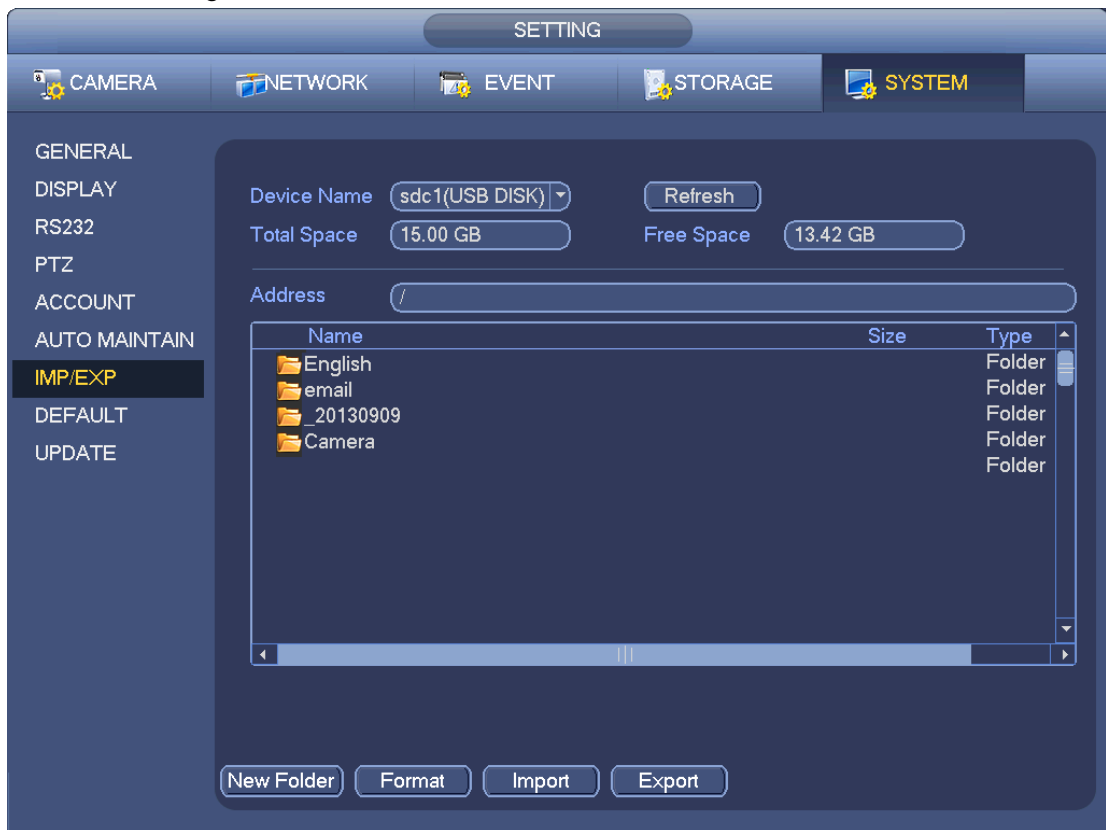 SETTING
CAMERA NETWORK EVENT STORAGE SYSTEM
GENERAL
DISPLAY
RS232
PTZ
ACCOUNT
AUTO MAINTAIN
IMP/EXP
DEFAULT
UPDATE
Device Name sdc1(USB DISK) Refresh
Total Space 15.00 GB Free Space 13.42 GB
Address /
Name Size Type
English Folder
email Folder
_20130909 Folder
Camera Folder
Folder
New Folder Format Import Export